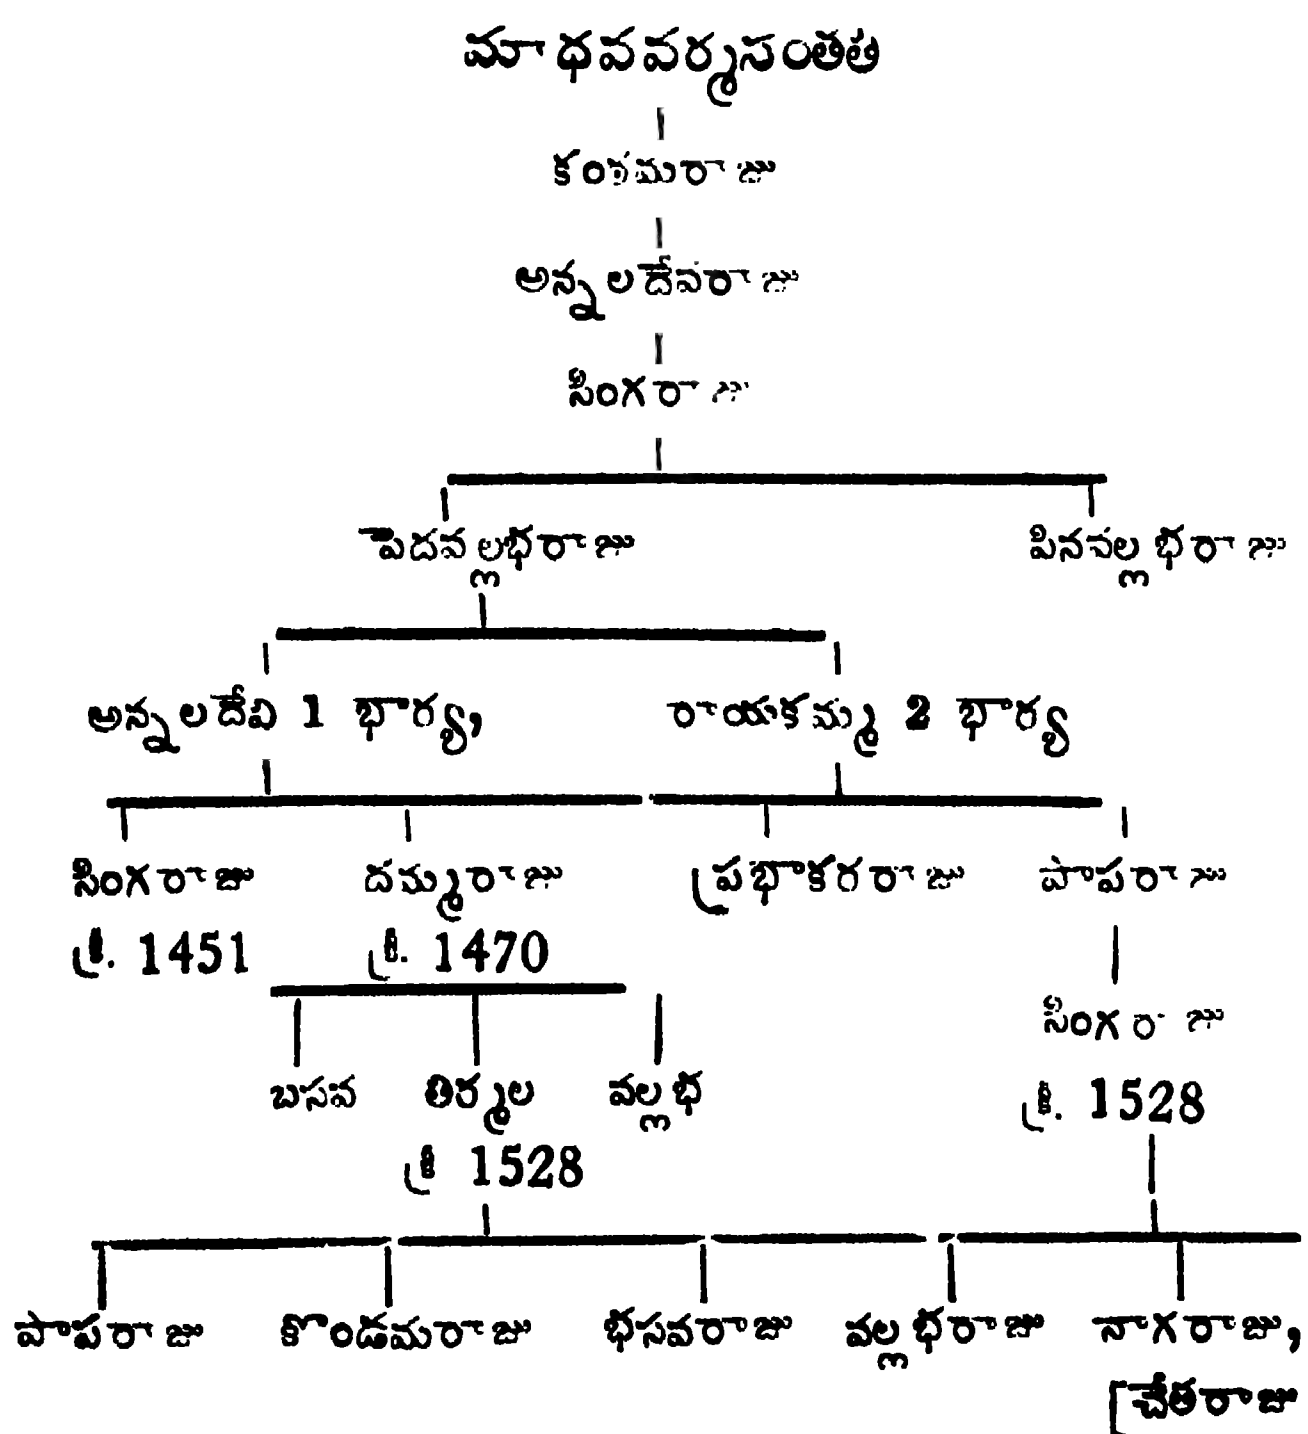 మాధవవర్మసంతతి
కంచమరాజు
అన్నలదేవరాజు
సింగరాజు
పెదవల్లభరాజు పినవల్లభరాజు
అన్నలదేవి 1 భార్య, రాయకమ్మ 2 భార్య
సింగరాజు దమ్మరాజు ప్రభాకరరాజు పాపరాజు
క్రీ. 1451 క్రీ. 1470
సింగరాజు
బసవ తిర్మల వల్లభ
క్రీ. 1528
క్రీ 1528
పాపరాజు కొండమరాజు భసవరాజు వల్లభరాజు నాగరాజు,
[చేతరాజు